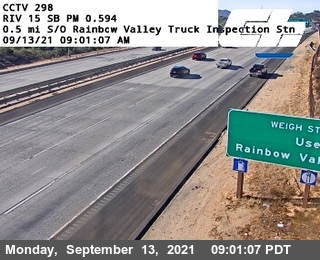 CCTV 298
RIV 15 SB PM 0.594
0.5 mi S/O Rainbow Valley Truck Inspection Stn
09/13/21 09:01:07 AM
WEIGH ST
Use
Rainbow Val
Monday, September 13, 2021 09:01:07 PDT